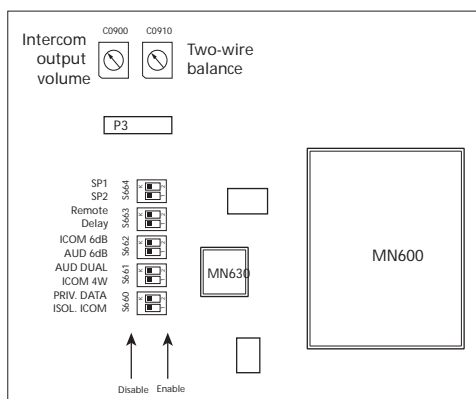 C0900 C0910
Intercom
output
volume
Two-wire
balance
P3
SP1
SP2
S664
Remote
Delay
S663
ICOM 6dB
AUD 6dB
S662
AUD DUAL
ICOM 4W
S661
PRIV. DATA
ISOL. ICOM
S660
MN630
MN600
Disable Enable